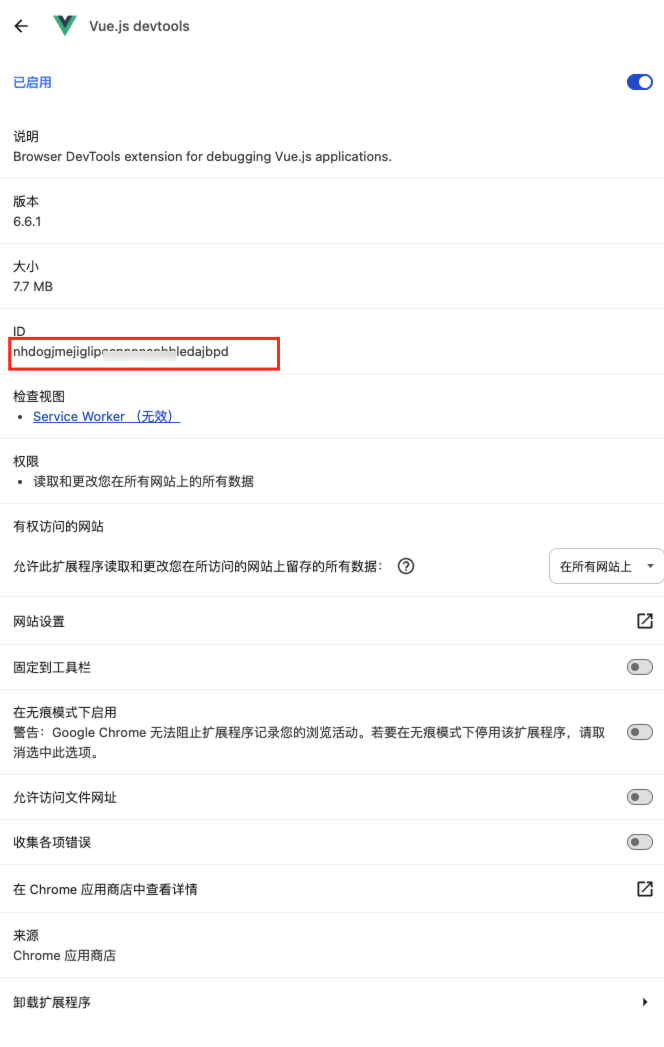 Vue.js devtools
已启用
说明
Browser DevTools extension for debugging Vue.js applications.
版本
6.6.1
大小
7.7 MB
ID
检查视图
Service Worker （无效）
权限
读取和更改您在所有网站上的所有数据
有权访问的网站
允许此扩展程序读取和更改您在所访问的网站上留存的所有数据：
在所有网站上
网站设置
固定到工具栏
在无痕模式下启用
警告：Google Chrome 无法阻止扩展程序记录您的浏览活动。若要在无痕模式下停用该扩展程序，请取
消选中此选项。
允许访问文件网址
收集各项错误
在 Chrome 应用商店中查看详情
来源
Chrome 应用商店
卸载扩展程序